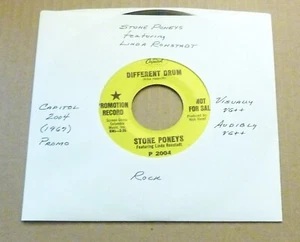 STONE PONEYS
featuring
LINDA RONSTADT
Capitol
DIFFERENT DRUM
PROMOTION
RECORD
NOT
FOR SALE
CAPITOL
2004
(1967)
PROMO
VISUALLY
VG++
AUDIBLY
VG++
STONE PONEYS
Featuring Linda Ronstadt
P 2004
ROCK